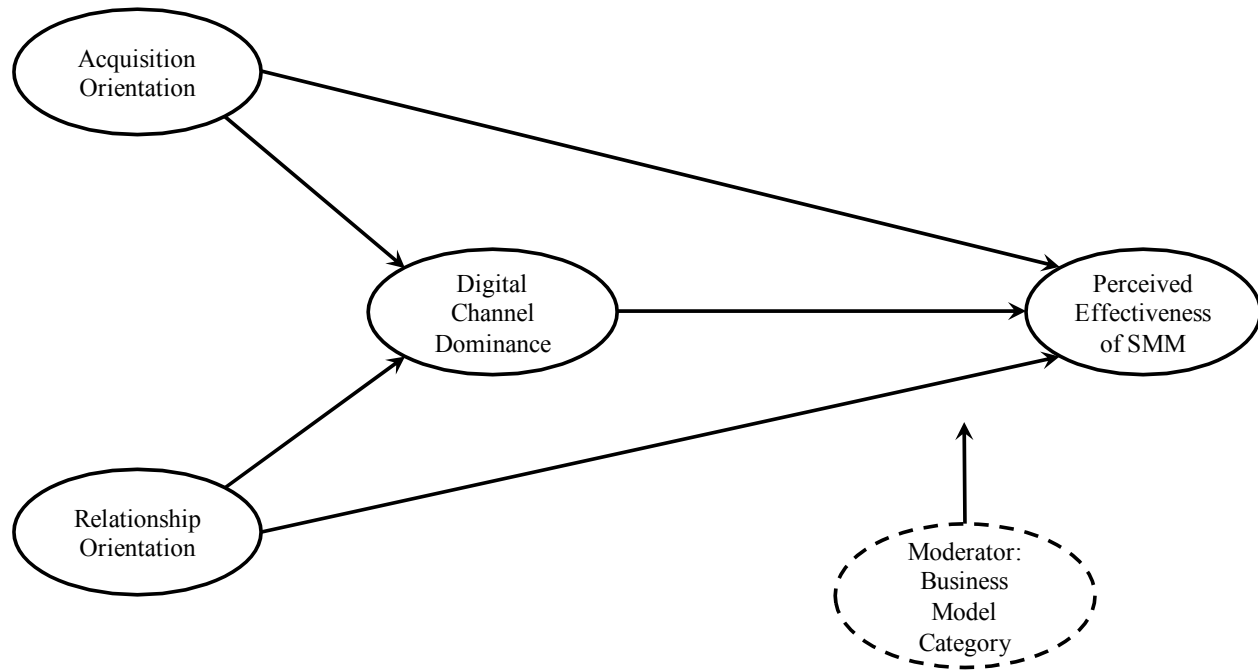 Acquisition
Orientation
Digital
Channel
Dominance
Perceived
Effectiveness
of SMM
Relationship
Orientation
Moderator:
Business
Model
Category